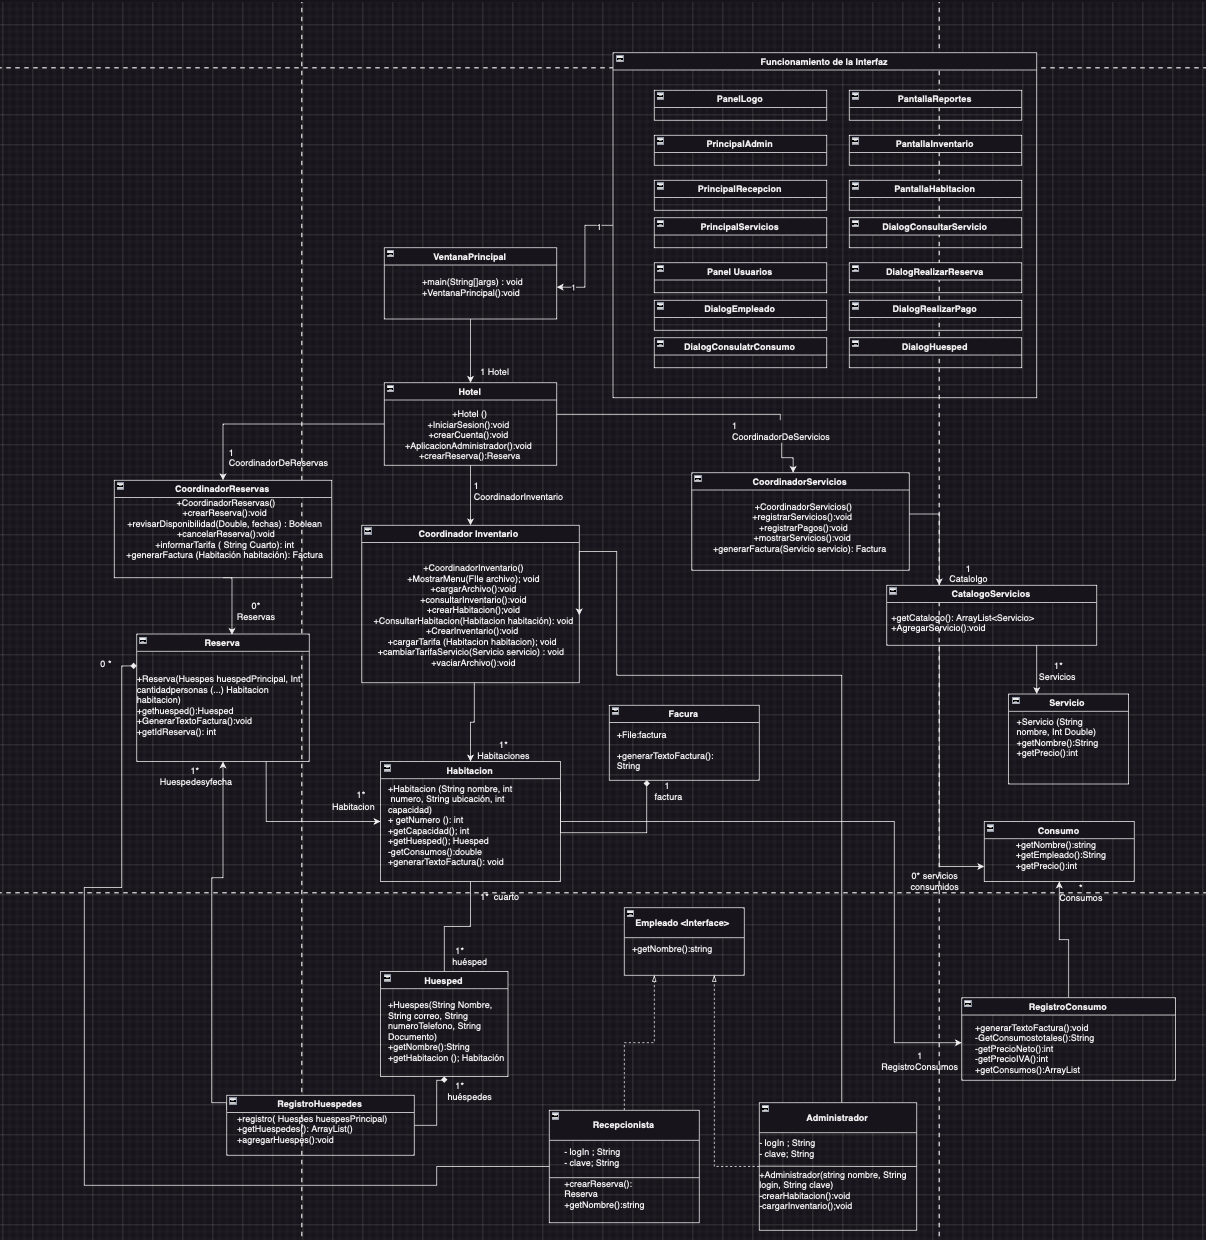 Funcionamiento de la Interfaz
PanelLogo
PantallaReportes
PrincipalAdmin
PantallaInventario
PrincipalRecepcion
PantallaHabitacion
PrincipalServicios
DialogConsultarServicio
Panel Usuarios
DialogRealizarReserva
DialogEmpleado
DialogRealizarPago
DialogConsulatrConsumo
DialogHuesped
1
1
VentanaPrincipal
+main(String[]args) : void
+VentanaPrincipal():void
1 Hotel
Hotel
+Hotel ()
+IniciarSesion():void
+crearCuenta():void
+AplicacionAdministrador():void
+crearReserva():Reserva
1
CoordinadorDeReservas
1
CoordinadorInventario
1
CoordinadorDeServicios
CoordinadorReservas
+CoordinadorReservas()
+crearReserva():void
+revisarDisponibilidad(Double, fechas) : Boolean
+cancelarReserva():void
+informarTarifa ( String Cuarto): int
+generarFactura (Habitación habitación): Factura
Coordinador Inventario
+CoordinadorInventario()
+MostrarMenu(FIle archivo); void
+cargarArchivo():void
+consultarInventario():void
+crearHabitacion();void
+ConsultarHabitacion(Habitacion habitación): void
+CrearInventario():void
+cargarTarifa (Habitacion habitacion); void
+cambiarTarifaServicio(Servicio servicio) : void
+vaciarArchivo():void
CoordinadorServicios
+CoordinadorServicios()
+registrarServicios():void
+registrarPagos():void
+mostrarServicios():void
+generarFactura(Servicio servicio): Factura
1
Catalolgo
CatalogoServicios
+getCatalogo(): ArrayList<Servicio>
+AgregarServicio():void
0*
Reservas
Reserva
+Reserva(Huespes huespedPrincipal, Int
cantidadpersonas (...) Habitacion
habitacion)
+gethuesped():Huesped
+GenerarTextoFactura():void
+getIdReserva(): int
0 *
1*
Huespedesyfecha
1*
Habitacion
1*
Habitaciones
1*
Servicios
Servicio
+Servicio (String
nombre, Int Double)
+getNombre():String
+getPrecio():int
Facura
+File:factura
+generarTextoFactura():
String
1
factura
Habitacion
+Habitacion (String nombre, int
numero, String ubicación, int
capacidad)
+ getNumero (): int
+getCapacidad(); int
+getHuesped(); Huesped
-getConsumos():double
+generarTextoFactura(): void
Consumo
+getNombre():string
+getEmpleado():String
+getPrecio():int
0* servicios
consumidos
*
Consumos
1* cuarto
1*
huésped
Huesped
+Huespes(String Nombre,
String correo, String
numeroTelefono, String
Documento)
+getNombre():String
+getHabitacion (); Habitación
1*
huéspedes
Empleado <Interface>
+getNombre():string
RegistroConsumo
+generarTextoFactura():void
-GetConsumostotales():String
-getPrecioNeto():int
-getPrecioIVA():int
+getConsumos():ArrayList
1
RegistroConsumos
RegistroHuespedes
+registro( Huespes huespesPrincipal)
+getHuespedes(): ArrayList()
+agregarHuespes():void
Recepcionista
- logIn ; String
- clave; String
+crearReserva():
Reserva
+getNombre():string
Administrador
- logIn ; String
- clave; String
+Administrador(string nombre, String
login, String clave)
-crearHabitacion():void
-cargarInventario();void